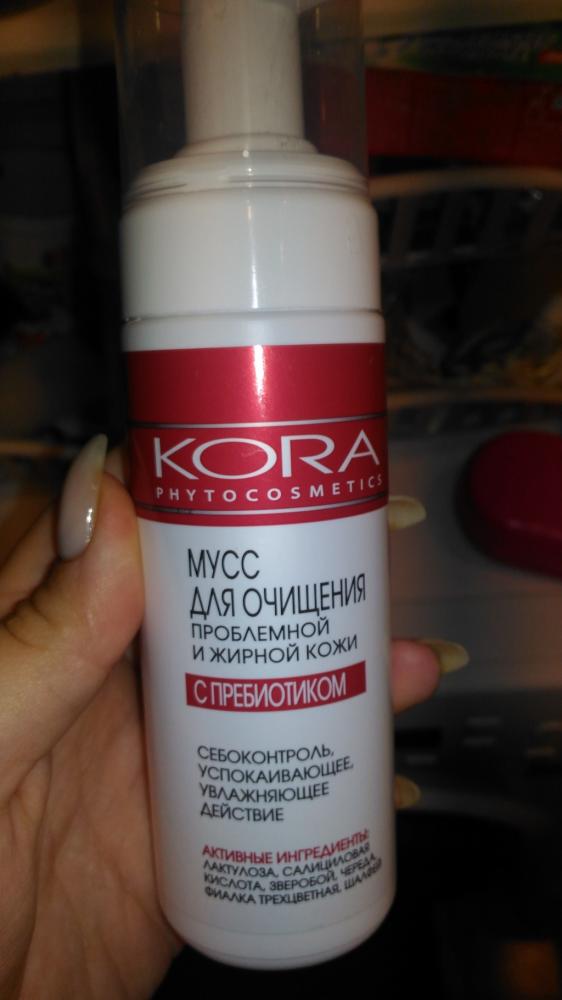 KORA
PHYTOCOSMETICS
МУСС
ДЛЯ ОЧИЩЕНИЯ
ПРОБЛЕМНОЙ
И ЖИРНОЙ КОЖИ
С ПРЕБИОТИКОМ
СЕБОКОНТРОЛЬ,
УСПОКАИВАЮЩЕЕ,
УВЛАЖНЯЮЩЕЕ
ДЕЙСТВИЕ
АКТИВНЫЕ ИНГРЕДИЕНТЫ:
ЛАКТУЛОЗА, САЛИЦИЛОВАЯ
КИСЛОТА, ЗВЕРОБОЙ, ЧЕРЕДА,
ФИАЛКА ТРЕХЦВЕТНАЯ, ШАЛФЕЙ